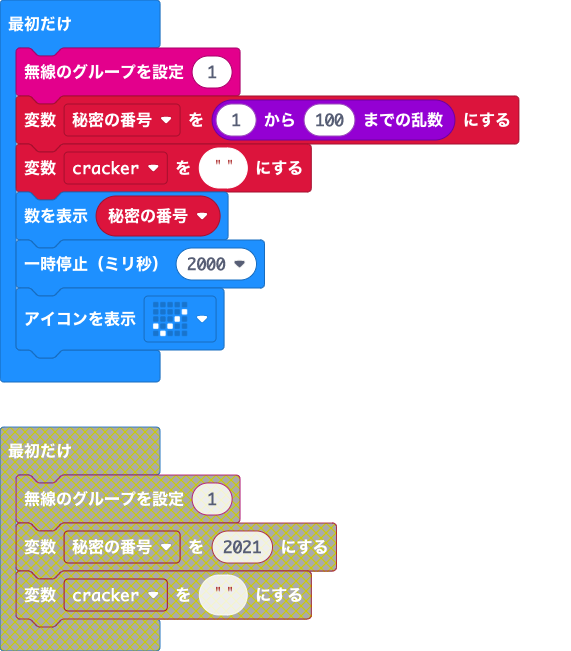 最初だけ
無線のグループを設定 1
変数 秘密の番号 を 1 から 100 までの乱数 にする
変数 cracker を " " にする
数を表示 秘密の番号
一時停止（ミリ秒） 2000
アイコンを表示
最初だけ
無線のグループを設定 1
変数 秘密の番号 を 2021 にする
変数 cracker を " " にする